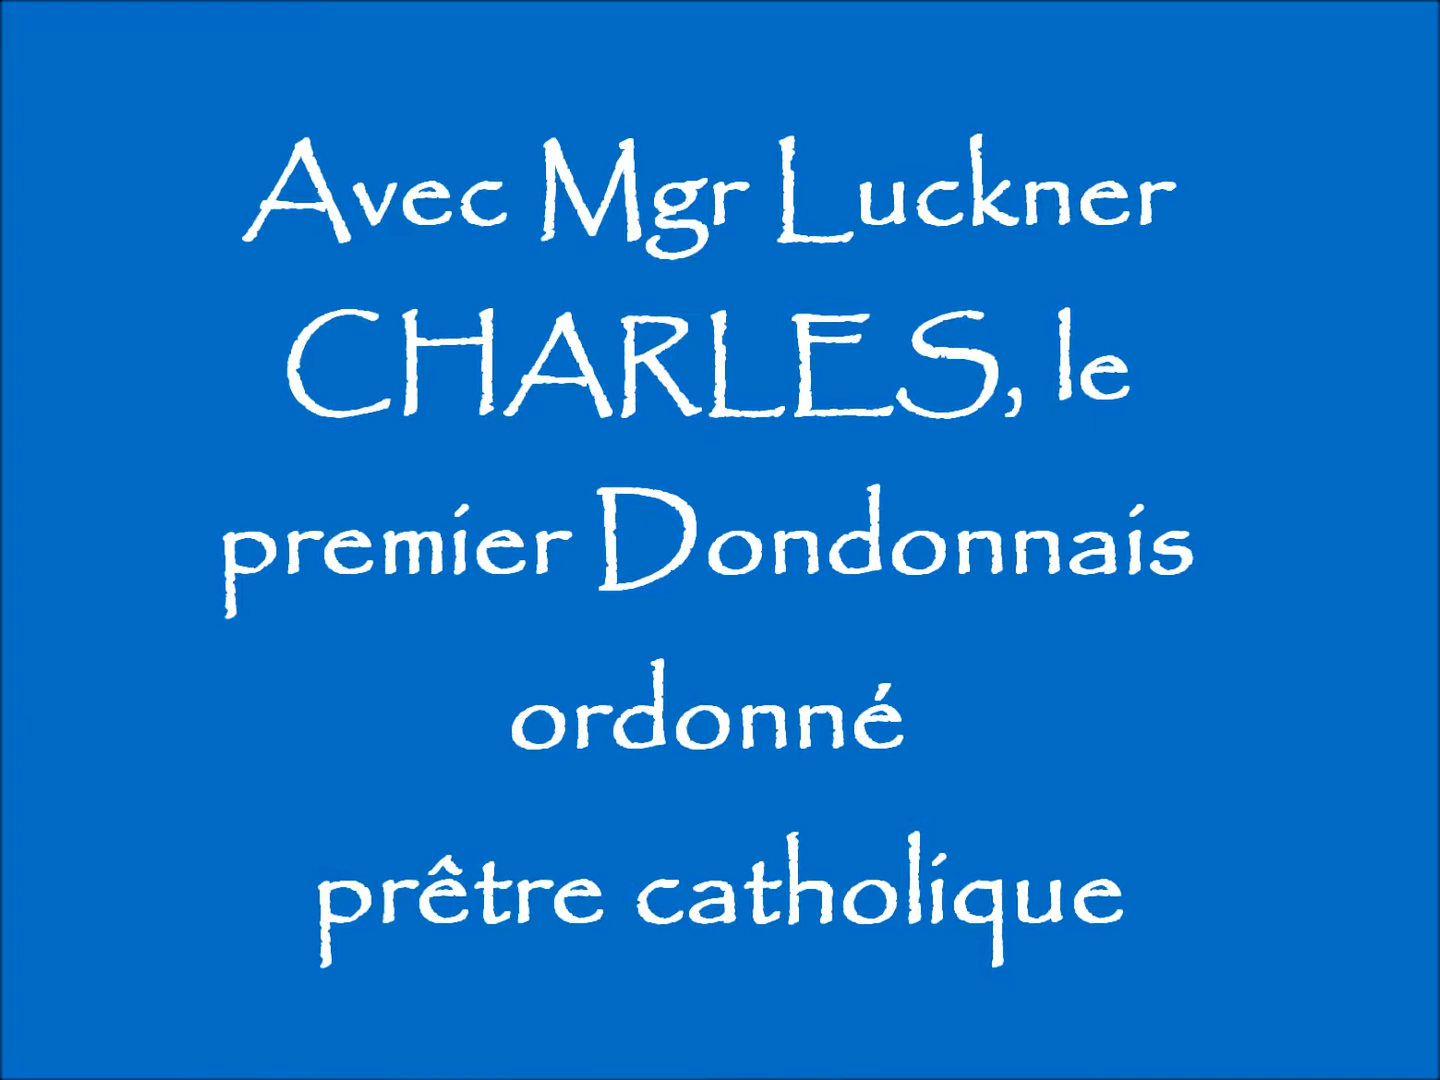 Avec Mgr Luckner
CHARLES, le
premier Dondonnais
ordonné
prêtre catholique